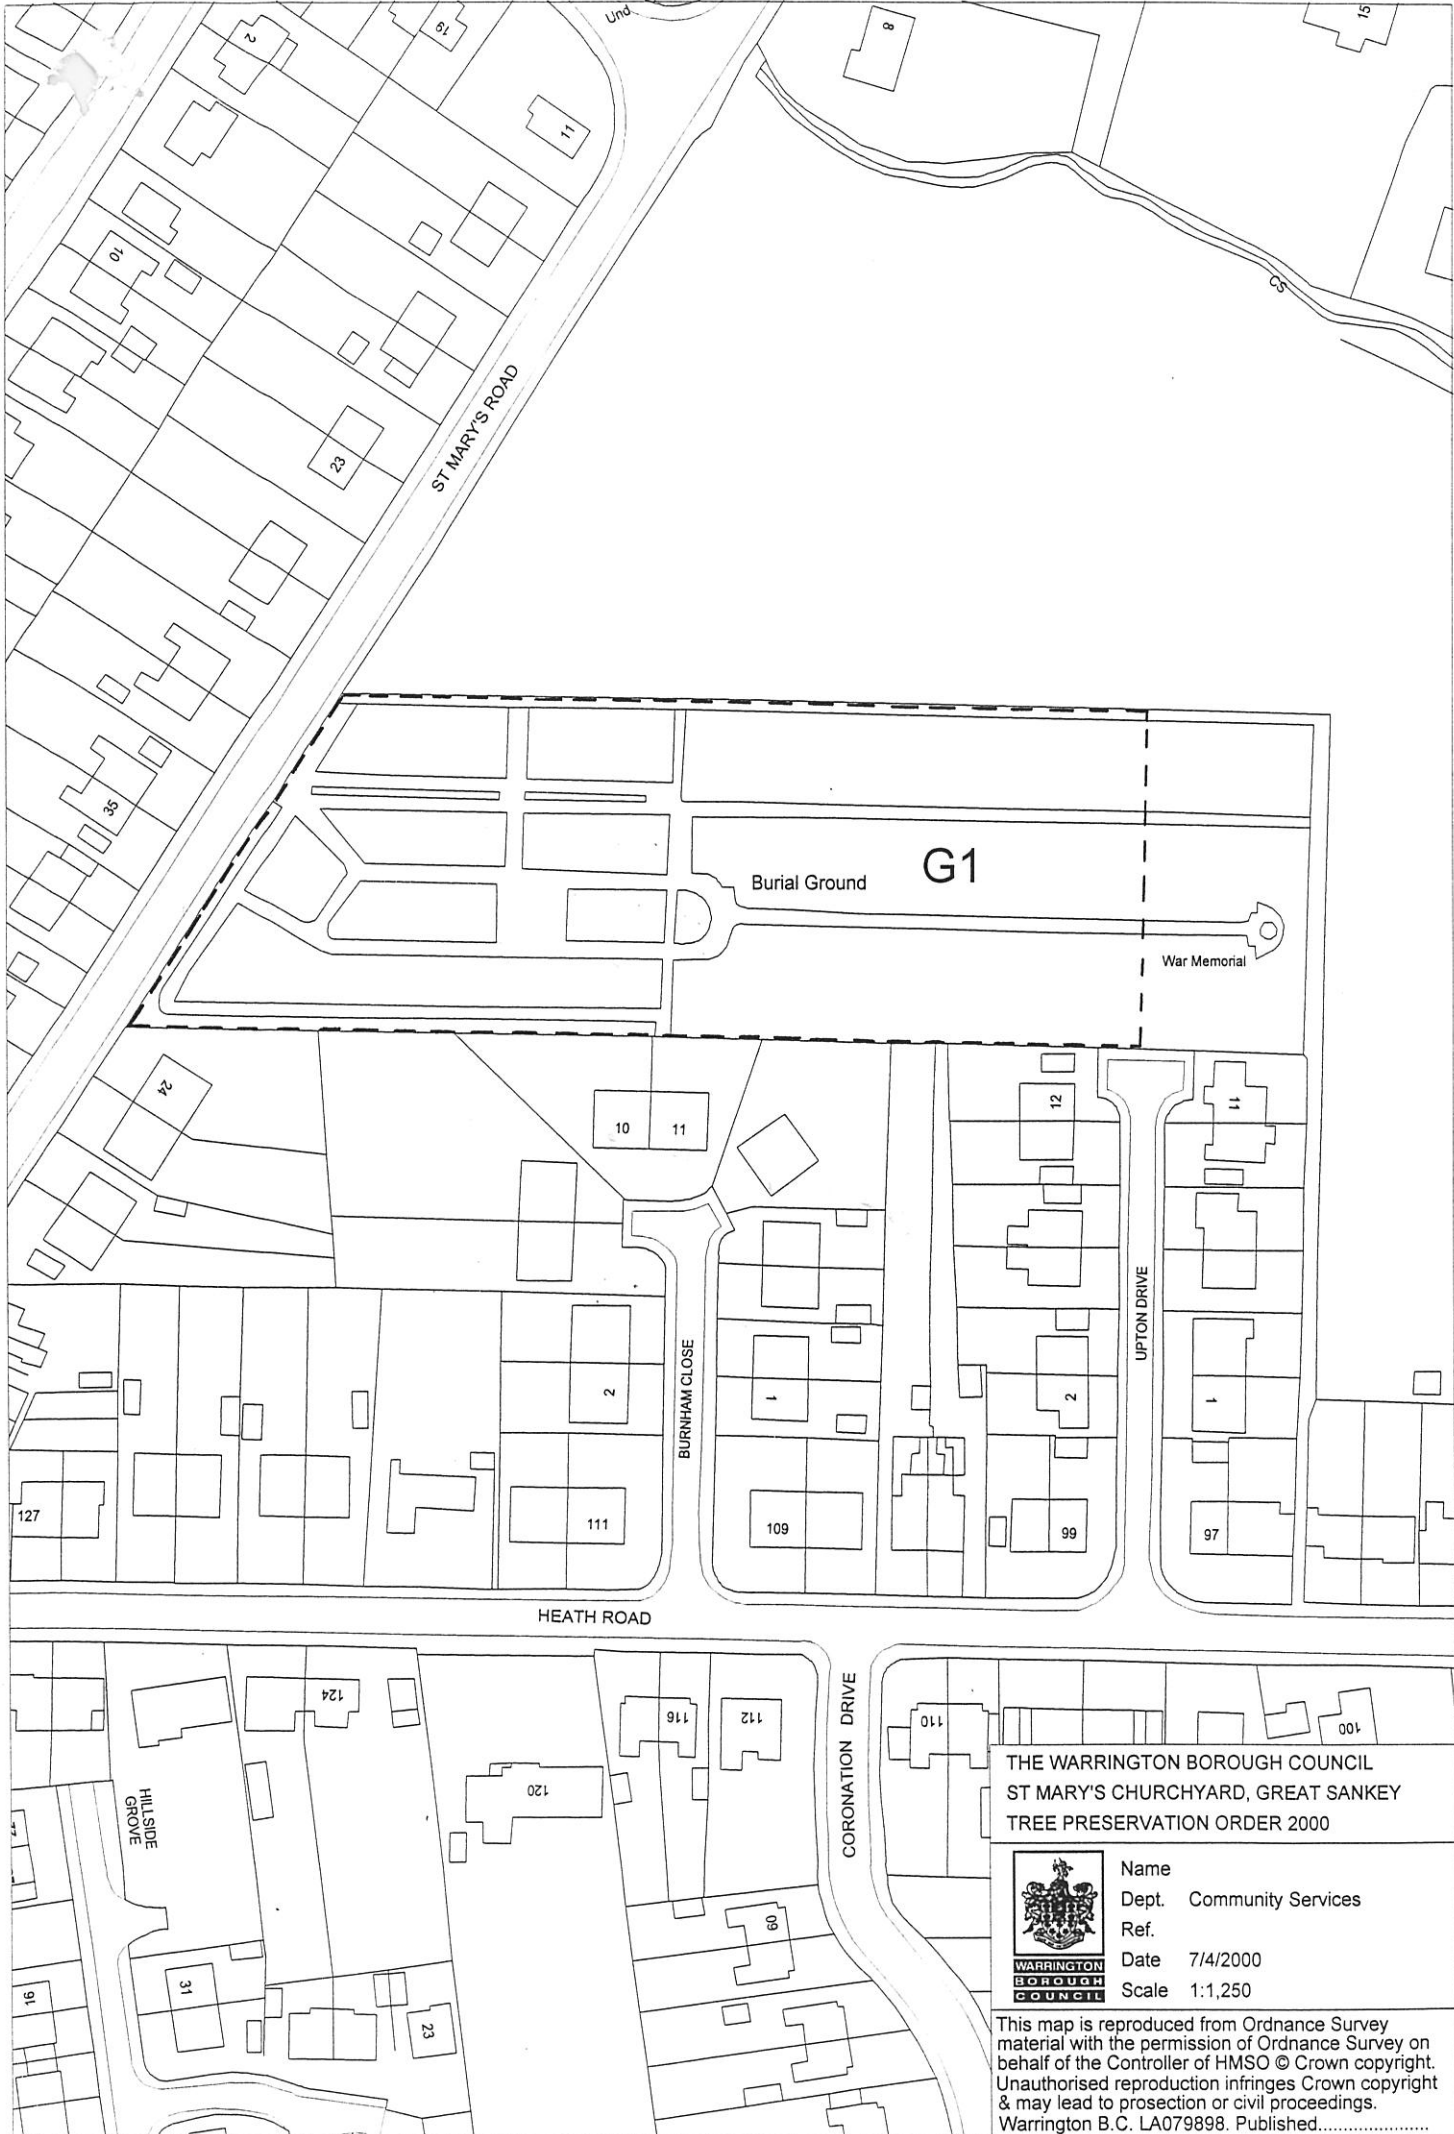 Und
2
19
8
15
11
10
CS
ST MARY'S ROAD
23
35
G1
Burial Ground
War Memorial
24
10
11
12
11
UPTON DRIVE
BURNHAM CLOSE
2
1
2
1
127
111
109
99
97
HEATH ROAD
124
116
112
CORONATION DRIVE
110
100
120
HILLSIDE
GROVE
THE WARRINGTON BOROUGH COUNCIL
ST MARY'S CHURCHYARD, GREAT SANKEY
TREE PRESERVATION ORDER 2000
Name
Dept. Community Services
Ref.
Date 7/4/2000
Scale 1:1,250
WARRINGTON
BOROUGH
COUNCIL
60
31
16
23
This map is reproduced from Ordnance Survey
material with the permission of Ordnance Survey on
behalf of the Controller of HMSO © Crown copyright.
Unauthorised reproduction infringes Crown copyright
& may lead to prosection or civil proceedings.
Warrington B.C. LA079898. Published......................